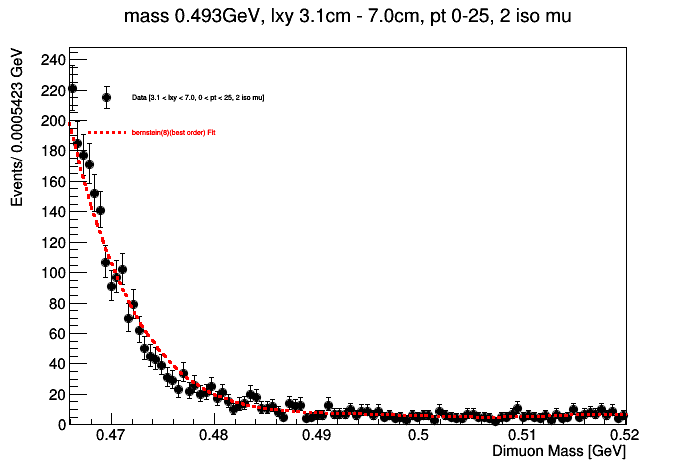 mass 0.493GeV, lxy 3.1cm - 7.0cm, pt 0-25, 2 iso mu
Events/ 0.0005423 GeV
240
220
200
180
160
140
120
100
80
60
40
20
0
Data [3.1 < lxy < 7.0, 0 < pt < 25, 2 iso mu]
bernstein(8)(best order) Fit
0.47 0.48 0.49 0.5 0.51 0.52
Dimuon Mass [GeV]